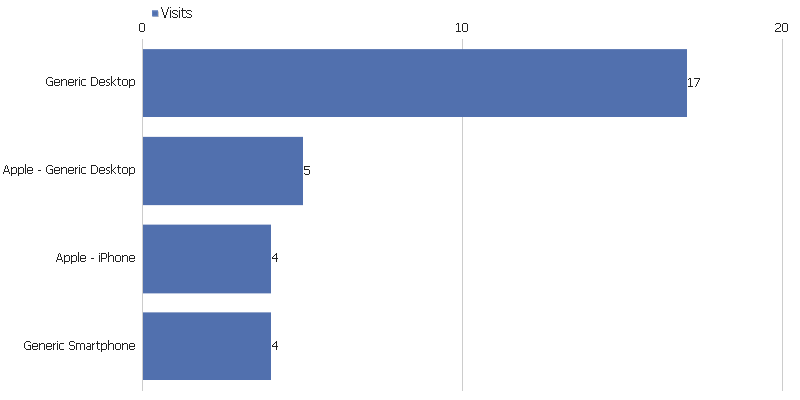 Visits
0 10 20
Generic Desktop 17
Apple - Generic Desktop 5
Apple - iPhone 4
Generic Smartphone 4